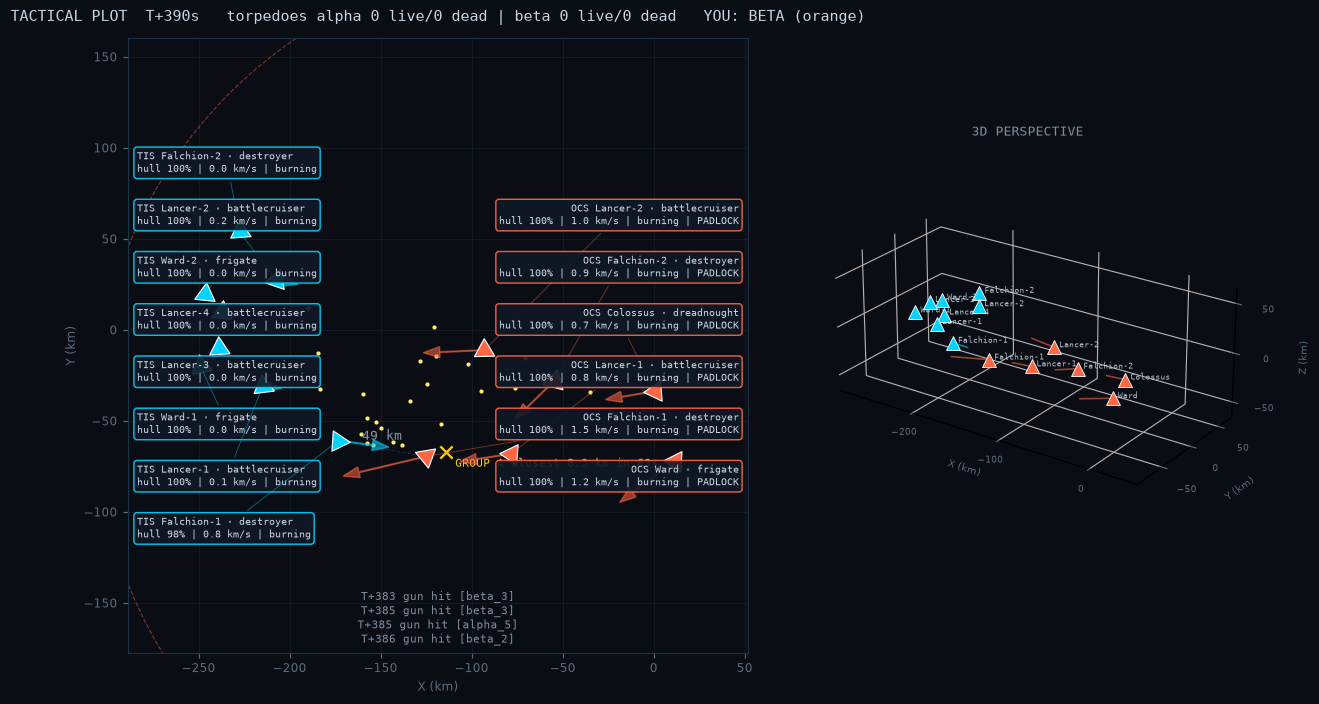 TACTICAL PLOT  T+390s   torpedoes alpha 0 live/0 dead | beta 0 live/0 dead   YOU: BETA (orange)
3D PERSPECTIVE
150
100
50
0
−50
−100
−150
Y (km)
−250
−200
−150
−100
−50
0
50
X (km)
TIS Falchion-2 · destroyer
hull 100% | 0.0 km/s | burning
TIS Lancer-2 · battlecruiser
hull 100% | 0.2 km/s | burning
TIS Ward-2 · frigate
hull 100% | 0.0 km/s | burning
TIS Lancer-4 · battlecruiser
hull 100% | 0.0 km/s | burning
TIS Lancer-3 · battlecruiser
hull 100% | 0.0 km/s | burning
TIS Ward-1 · frigate
hull 100% | 0.0 km/s | burning
TIS Lancer-1 · battlecruiser
hull 100% | 0.1 km/s | burning
TIS Falchion-1 · destroyer
hull 98% | 0.8 km/s | burning
OCS Lancer-2 · battlecruiser
hull 100% | 1.0 km/s | burning | PADLOCK
OCS Falchion-2 · destroyer
hull 100% | 0.9 km/s | burning | PADLOCK
OCS Colossus · dreadnought
hull 100% | 0.7 km/s | burning | PADLOCK
OCS Lancer-1 · battlecruiser
hull 100% | 0.8 km/s | burning | PADLOCK
OCS Falchion-1 · destroyer
hull 100% | 1.5 km/s | burning | PADLOCK
OCS Ward · frigate
hull 100% | 1.2 km/s | burning | PADLOCK
49 km
GROUP
T+383 gun hit [beta_3]
T+385 gun hit [beta_3]
T+385 gun hit [alpha_5]
T+386 gun hit [beta_2]
Falchion-2
Lancer-2
Lancer-1
Falchion-1
Lancer-2
Falchion-1
Lancer-1
Falchion-2
Colossus
Ward
−200
−100
0
X (km)
−50
0
50
Y (km)
50
0
−50
Z (km)